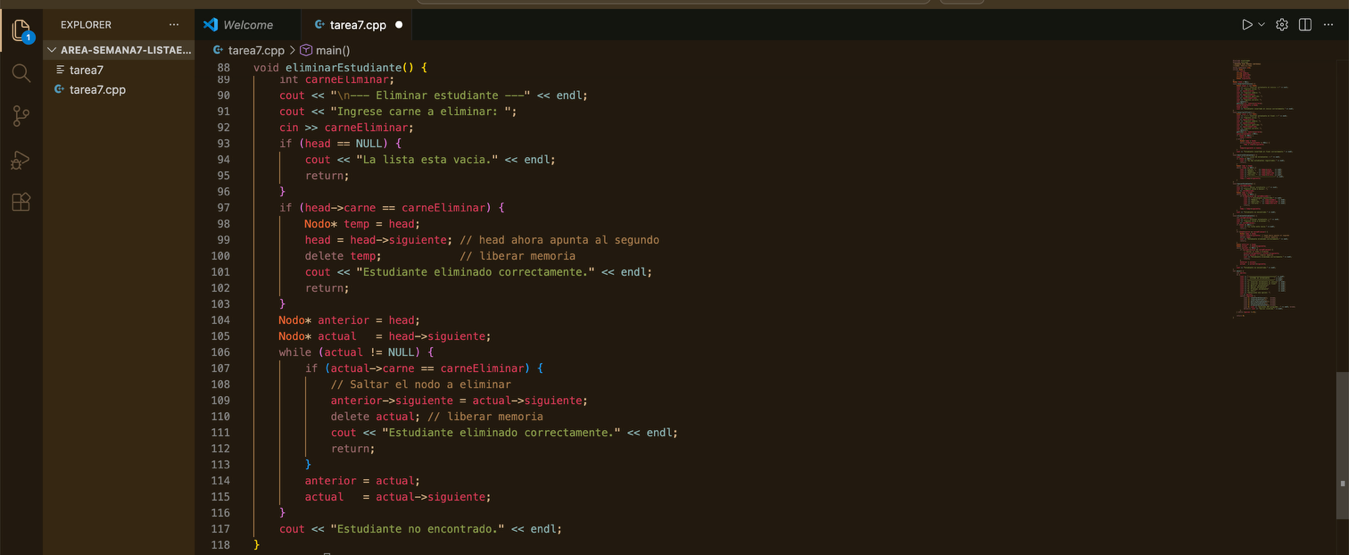 EXPLORER
···
Welcome
tarea7.cpp
1
AREA-SEMANA7-LISTAE...
tarea7
tarea7.cpp
tarea7.cpp > main()
88 void eliminarEstudiante() {
89 int carneEliminar;
90 cout << "\n--- Eliminar estudiante ---" << endl;
91 cout << "Ingrese carne a eliminar: ";
92 cin >> carneEliminar;
93 if (head == NULL) {
94 cout << "La lista esta vacia." << endl;
95 return;
96 }
97 if (head->carne == carneEliminar) {
98 Nodo* temp = head;
99 head = head->siguiente; // head ahora apunta al segundo
100 delete temp;            // liberar memoria
101 cout << "Estudiante eliminado correctamente." << endl;
102 return;
103 }
104 Nodo* anterior = head;
105 Nodo* actual   = head->siguiente;
106 while (actual != NULL) {
107 if (actual->carne == carneEliminar) {
108 // Saltar el nodo a eliminar
109 anterior->siguiente = actual->siguiente;
110 delete actual; // liberar memoria
111 cout << "Estudiante eliminado correctamente." << endl;
112 return;
113 }
114 anterior = actual;
115 actual   = actual->siguiente;
116 }
117 cout << "Estudiante no encontrado." << endl;
118 }